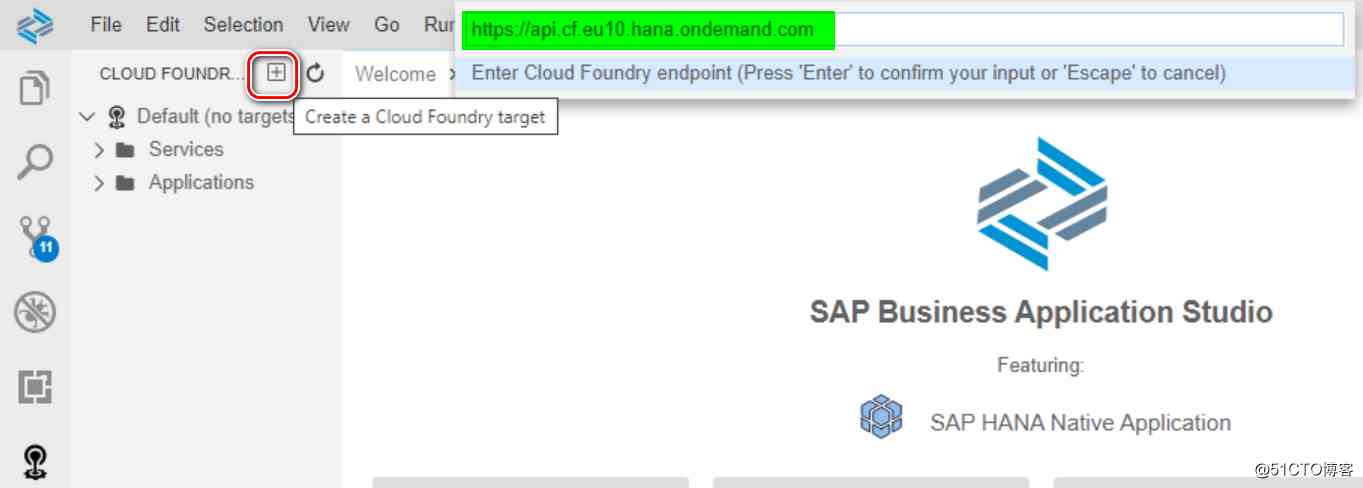 File Edit Selection View Go Run
https://api.cf.eu10.hana.ondemand.com
CLOUD FOUNDR...
Welcome
Enter Cloud Foundry endpoint (Press 'Enter' to confirm your input or 'Escape' to cancel)
Default (no targets
Create a Cloud Foundry target
Services
Applications
11
SAP Business Application Studio
Featuring:
SAP HANA Native Application
@51CTO博客